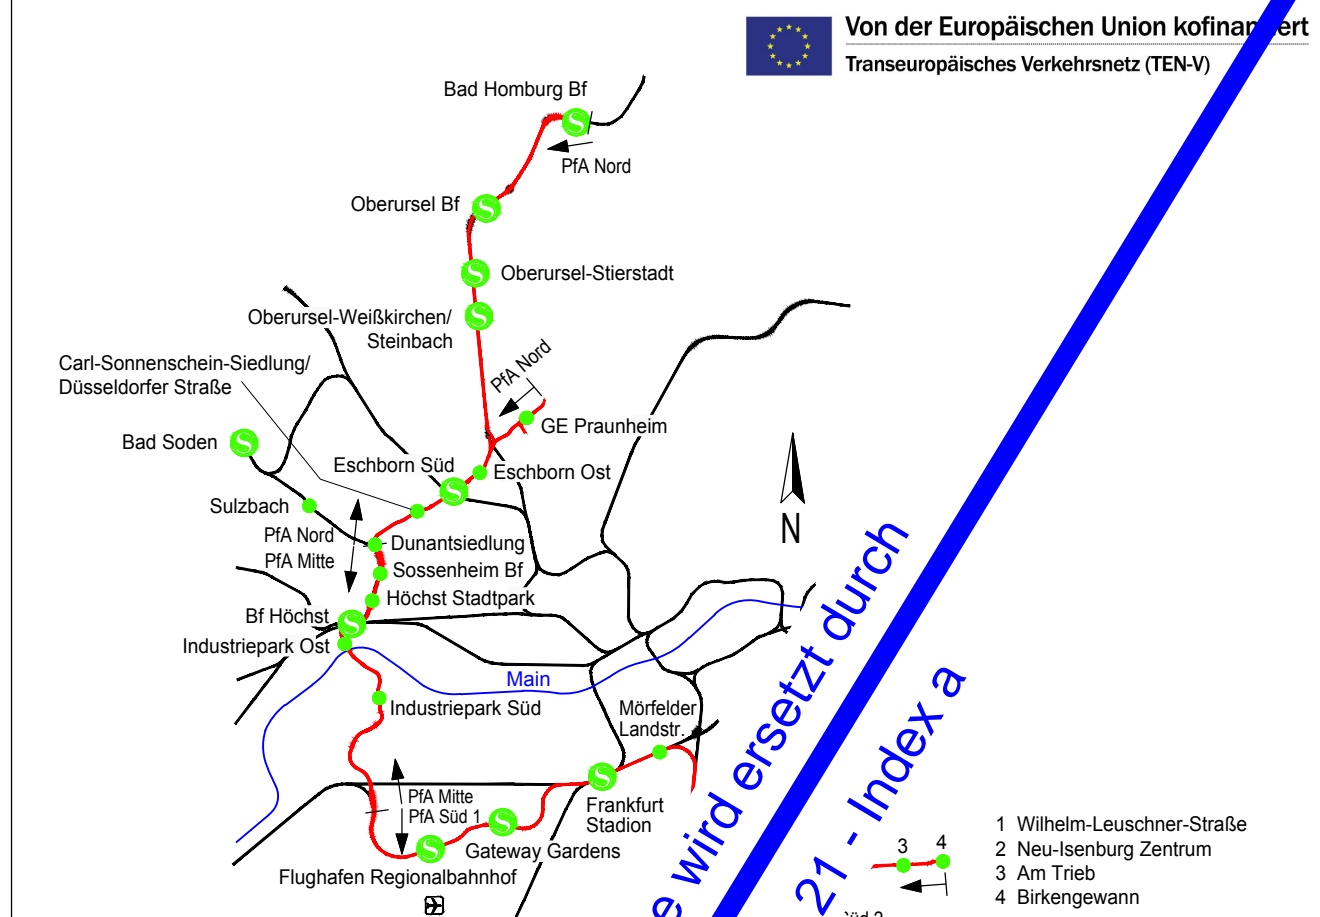 Von der Europäischen Union kofinanziert
Transeuropäisches Verkehrsnetz (TEN-V)
Bad Homburg Bf
PfA Nord
Oberursel Bf
Oberursel-Stierstadt
Oberursel-Weißkirchen/
Steinbach
Carl-Sonnenschein-Siedlung/
Düsseldorfer Straße
PfA Nord
GE Praunheim
Bad Soden
Eschborn Süd
Eschborn Ost
Sulzbach
PfA Nord
PfA Mitte
Dunantsiedlung
Sossenheim Bf
Höchst Stadtpark
Bf Höchst
Industriepark Ost
Main
Industriepark Süd
Mörfelder
Landstr.
N
PfA Mitte
PfA Süd 1
Frankfurt
Stadion
Gateway Gardens
Flughafen Regionalbahnhof
e wird ersetzt durch
21 - Index a
3 4
1 Wilhelm-Leuschner-Straße
2 Neu-Isenburg Zentrum
3 Am Trieb
4 Birkengewann